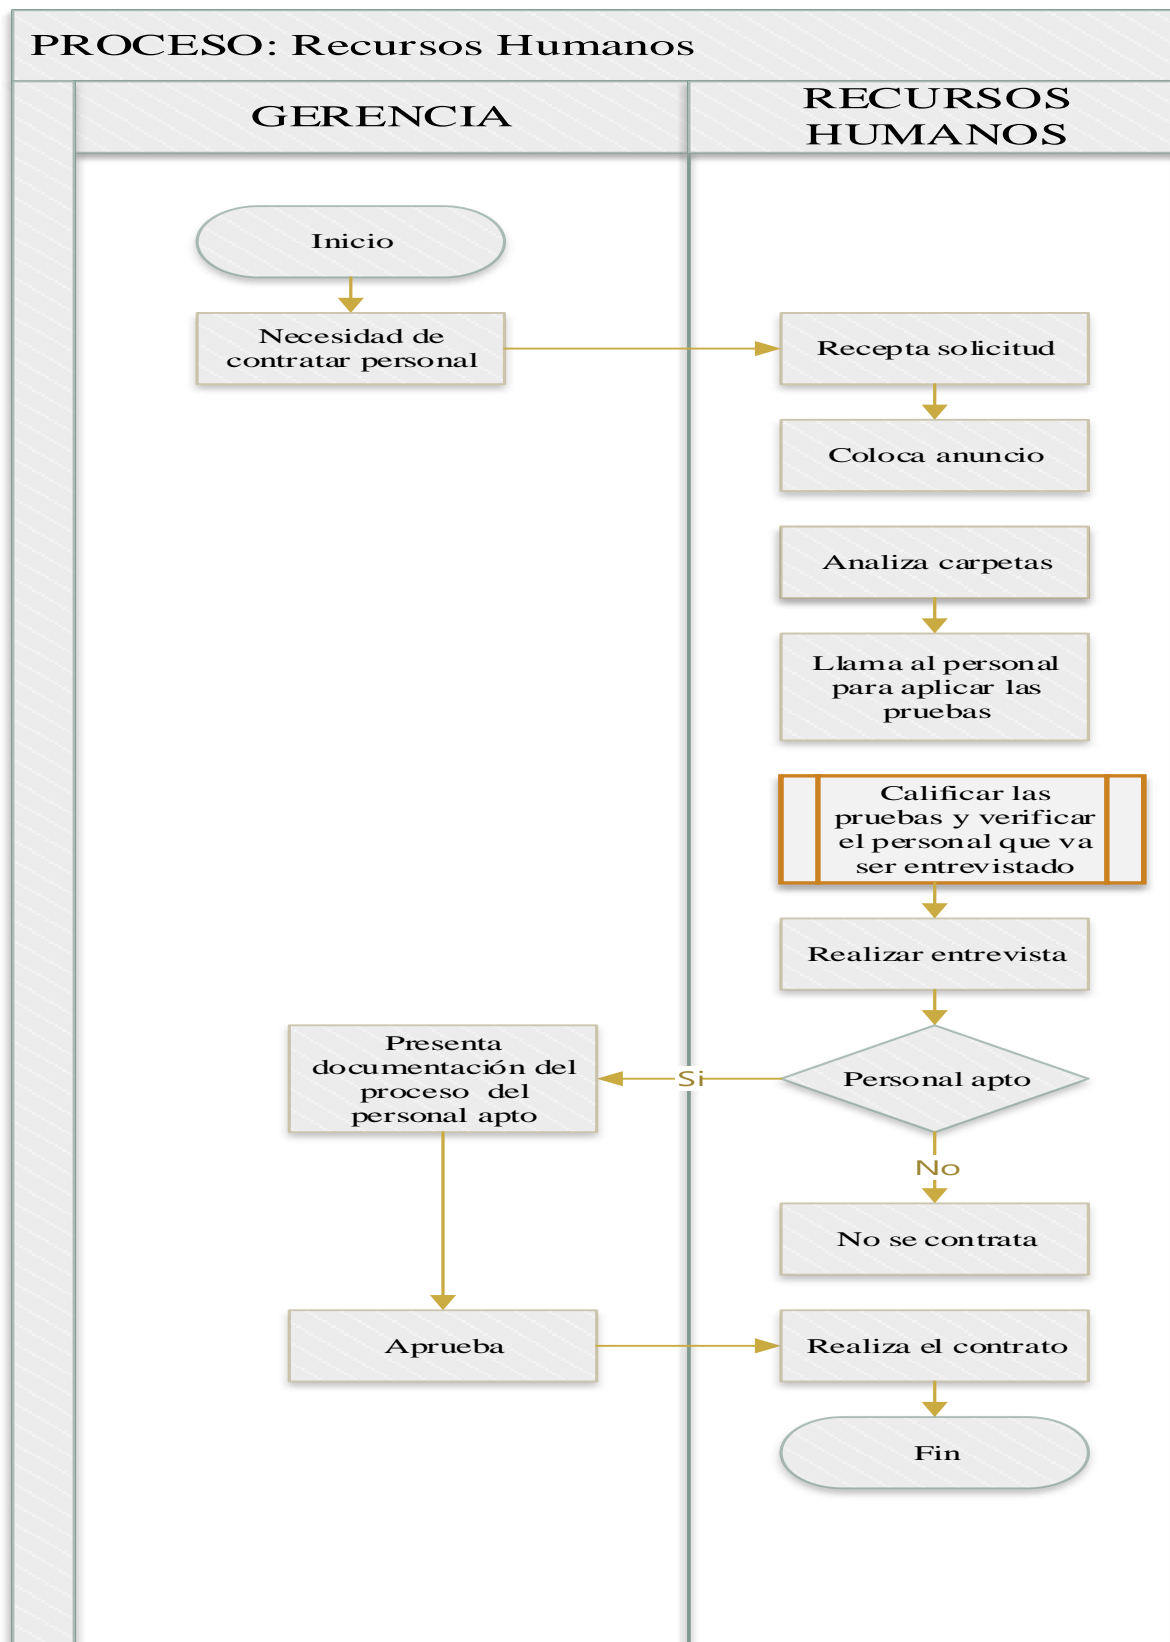 PROCESO: Recursos Humanos
GERENCIA
RECURSOS
HUMANOS
Inicio
Necesidad de
contratar personal
Recepta solicitud
Coloca anuncio
Analiza carpetas
Llama al personal
para aplicar las
pruebas
Calificar las
pruebas y verificar
el personal que va
ser entrevistado
Realizar entrevista
Presenta
documentación del
proceso del
personal apto
Si
Personal apto
No
No se contrata
Aprueba
Realiza el contrato
Fin